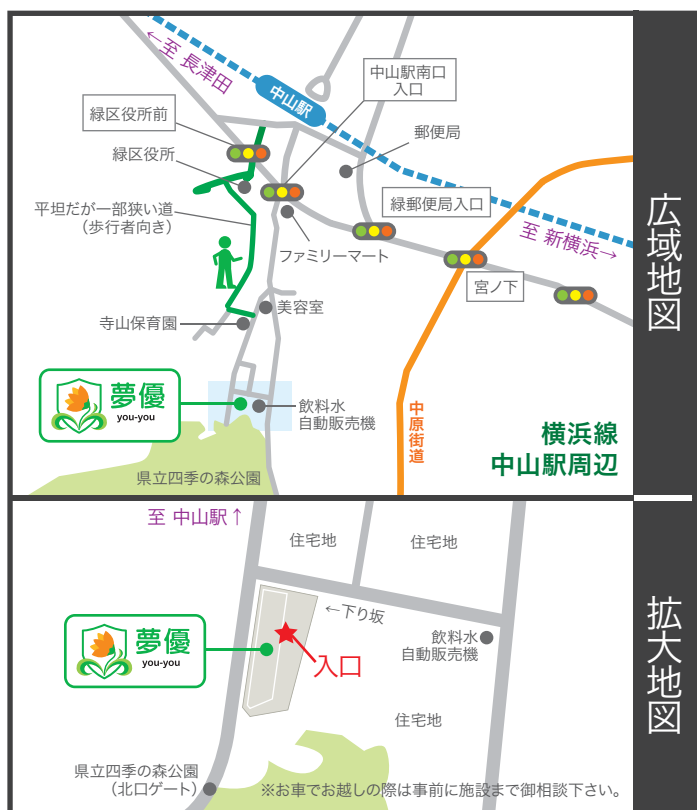 ←至 長津田
中山駅
中山駅南口
入口
緑区役所前
郵便局
緑区役所
平坦だが一部狭い道
（歩行者向き）
緑郵便局入口
至 新横浜→
ファミリーマート
宮ノ下
美容室
寺山保育園
夢優
you-you
飲料水
自動販売機
中原街道
横浜線
中山駅周辺
県立四季の森公園
広域地図
至 中山駅↑
住宅地
住宅地
←下り坂
夢優
you-you
飲料水
自動販売機
入口
住宅地
県立四季の森公園
（北口ゲート）
※お車でお越しの際は事前に施設まで御相談下さい。
拡大地図